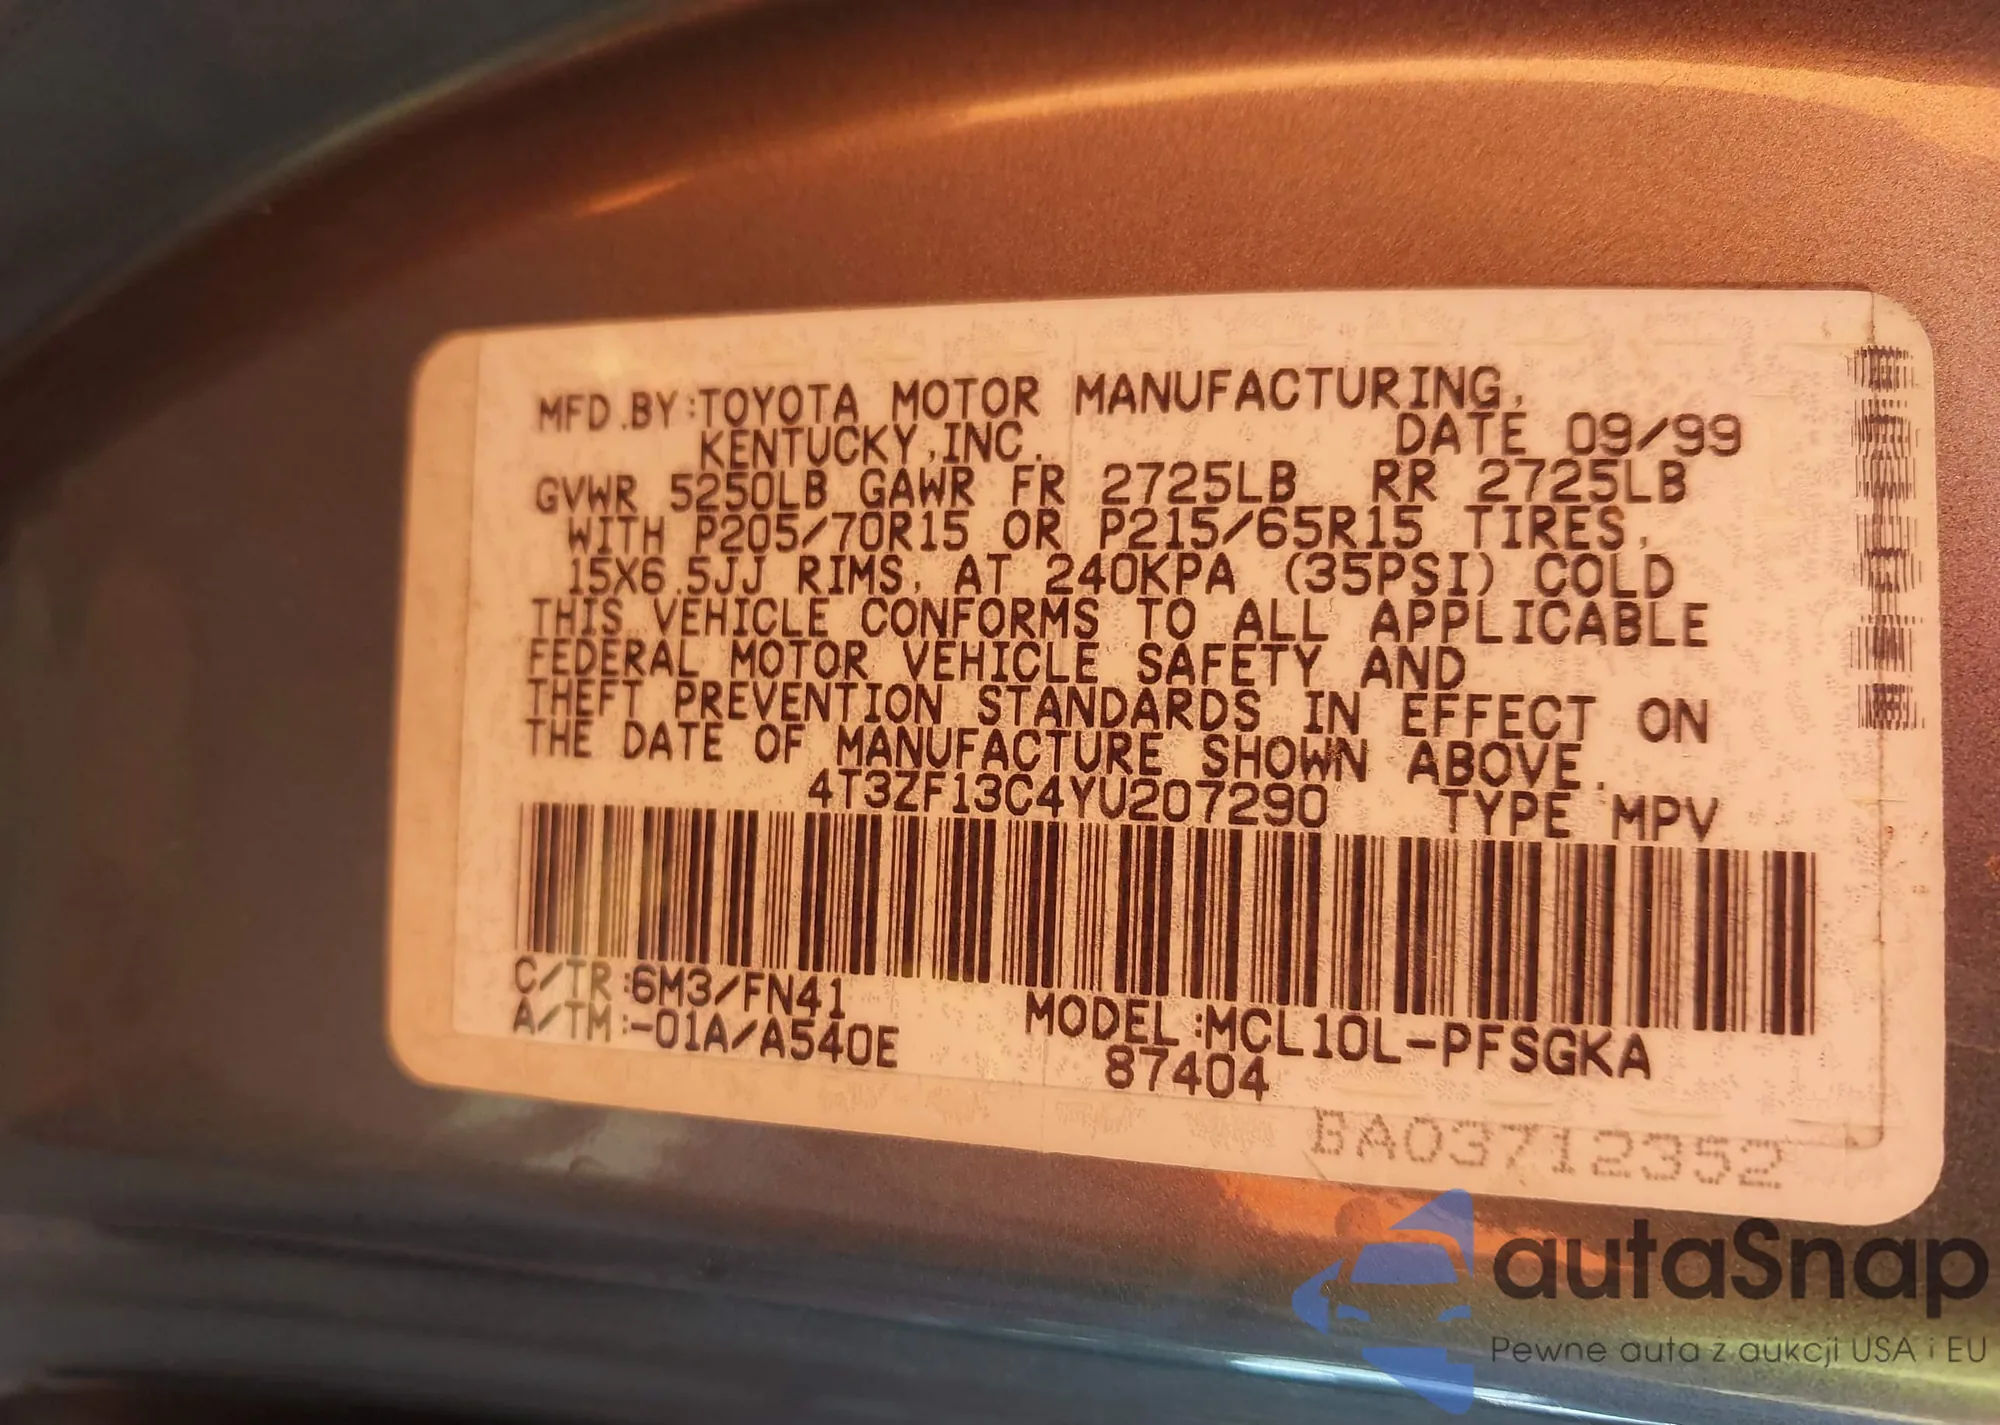 MFD.BY:TOYOTA MOTOR MANUFACTURING,
KENTUCKY,INC. DATE 09/99
GVWR 5250LB GAWR FR 2725LB RR 2725LB
WITH P205/70R15 OR P215/65R15 TIRES,
15X6.5JJ RIMS, AT 240KPA (35PSI) COLD
THIS VEHICLE CONFORMS TO ALL APPLICABLE
FEDERAL MOTOR VEHICLE SAFETY AND
THEFT PREVENTION STANDARDS IN EFFECT ON
THE DATE OF MANUFACTURE SHOWN ABOVE.
4T3ZF13C4YU207290 TYPE:MPV
C/TR:6M3/FN41
A/TM:-01A/A540E
MODEL:MCL10L-PFSGKA
87404
BA03712352
autaSnap
Pewne auta z aukcji USA i EU